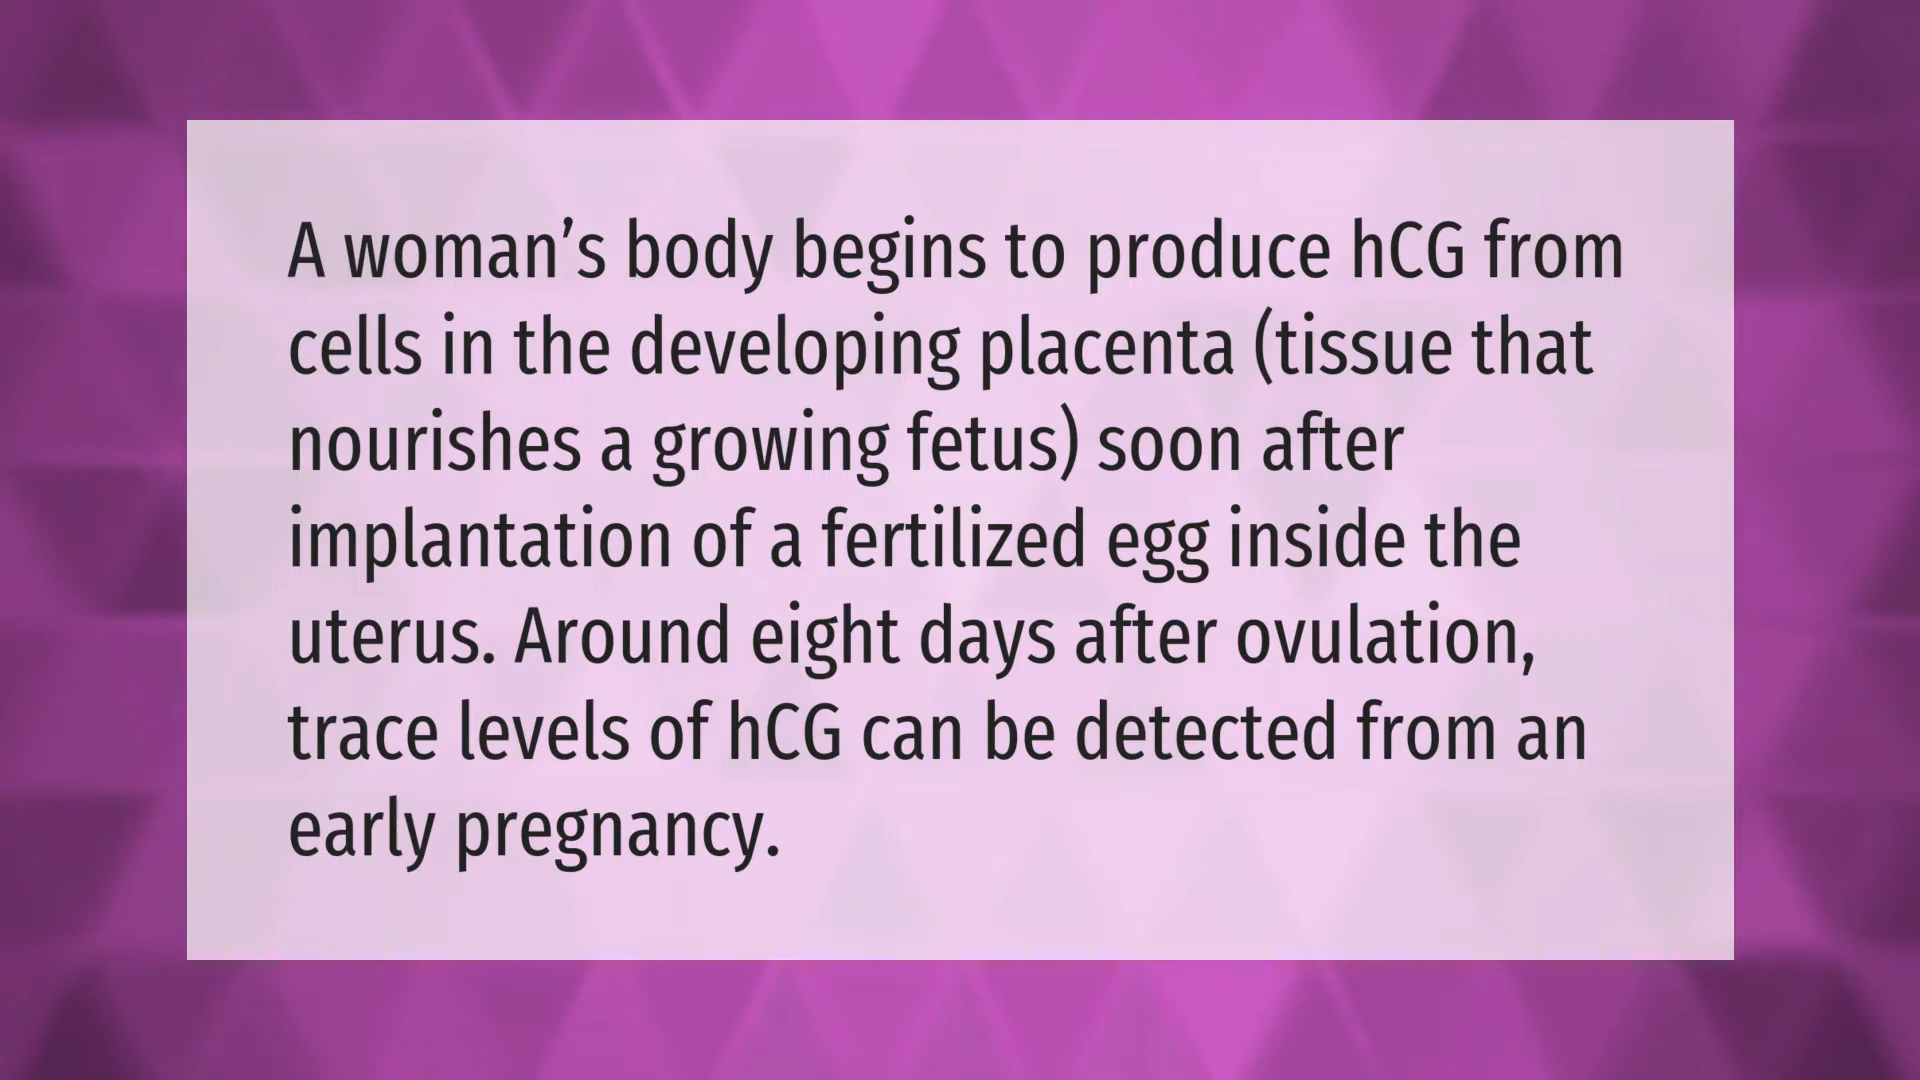 A woman’s body begins to produce hCG from
cells in the developing placenta (tissue that
nourishes a growing fetus) soon after
implantation of a fertilized egg inside the
uterus. Around eight days after ovulation,
trace levels of hCG can be detected from an
early pregnancy.